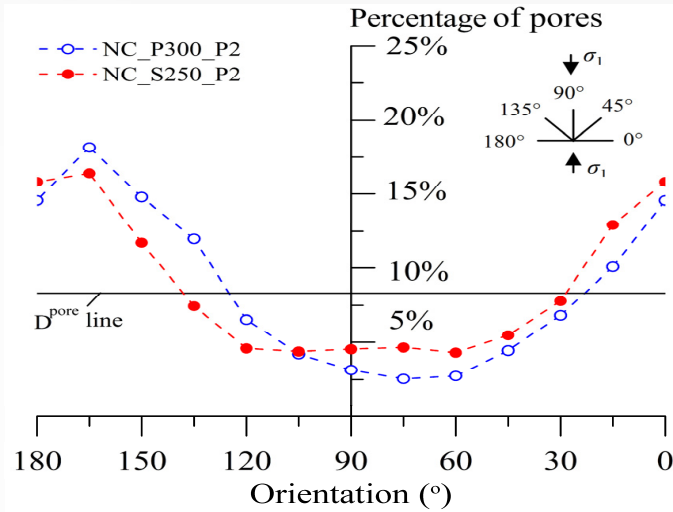 Percentage of pores
NC_P300_P2
NC_S250_P2
25%
20%
15%
10%
5%
σ₁
90°
135°
45°
180°
0°
σ₁
D^pore line
180
150
120
90
60
30
0
Orientation (°)